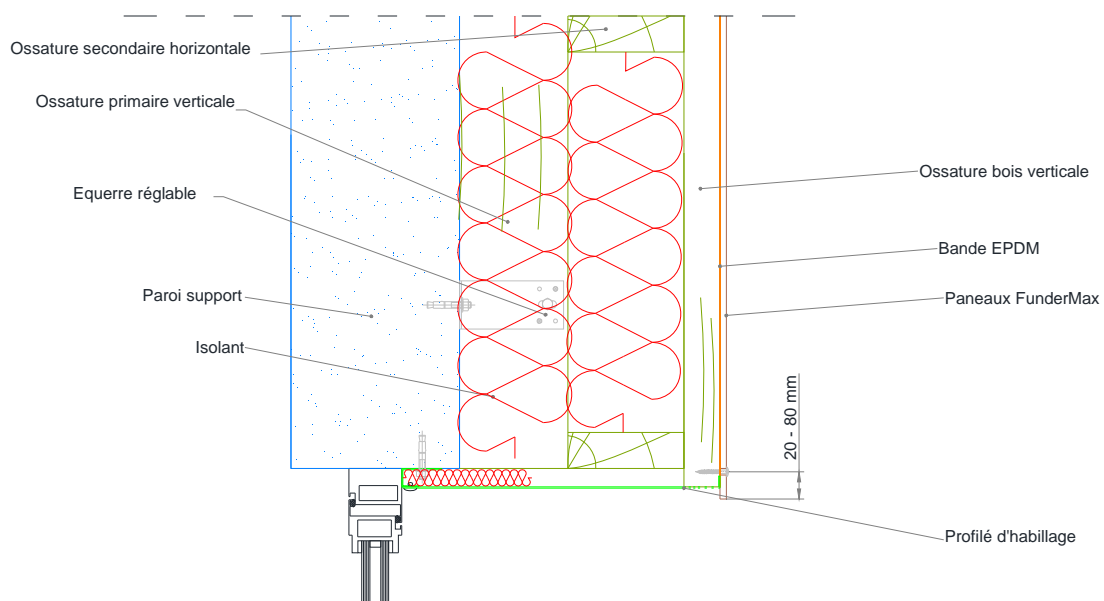 Ossature secondaire horizontale
Ossature primaire verticale
Equerre réglable
Paroi support
Isolant
Ossature bois verticale
Bande EPDM
Paneaux FunderMax
20 - 80 mm
Profilé d'habillage